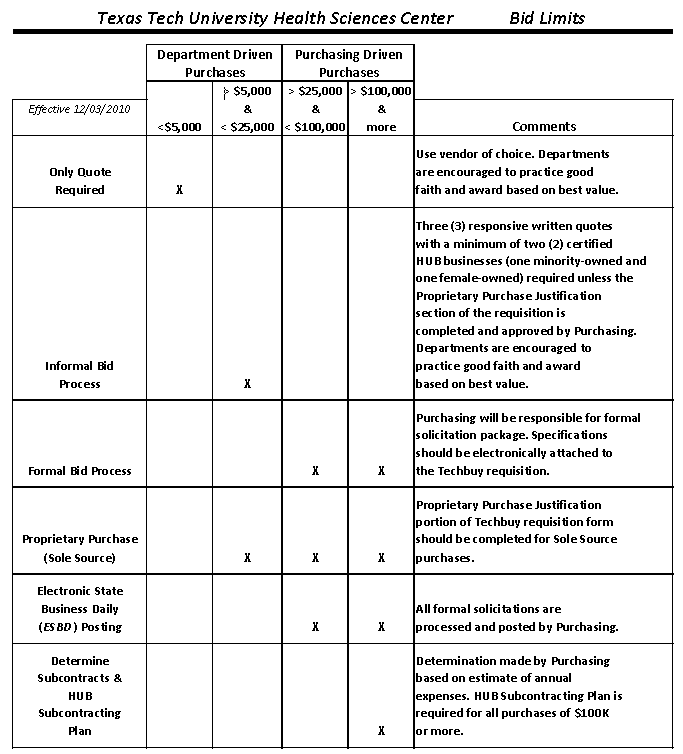 Texas Tech University Health Sciences Center Bid Limits
Department Driven Purchases
Purchasing Driven Purchases
Effective 12/03/2010
<$5,000
> $5,000 & < $25,000
> $25,000 & < $100,000
> $100,000 & more
Comments
Only Quote
Required
X
Use vendor of choice. Departments
are encouraged to practice good
faith and award based on best value.
Informal Bid
Process
X
Three (3) responsive written quotes
with a minimum of two (2) certified
HUB businesses (one minority-owned and
one female-owned) required unless the
Proprietary Purchase Justification
section of the requisition is
completed and approved by Purchasing.
Departments are encouraged to
practice good faith and award
based on best value.
Formal Bid Process
X X
Purchasing will be responsible for formal
solicitation package. Specifications
should be electronically attached to
the Techbuy requisition.
Proprietary Purchase
(Sole Source)
X X X
Proprietary Purchase Justification
portion of Techbuy requisition form
should be completed for Sole Source
purchases.
Electronic State
Business Daily
(ESBD) Posting
X X
All formal solicitations are
processed and posted by Purchasing.
Determine
Subcontracts &
HUB
Subcontracting
Plan
X
Determination made by Purchasing
based on estimate of annual
expenses. HUB Subcontracting Plan is
required for all purchases of $100K
or more.